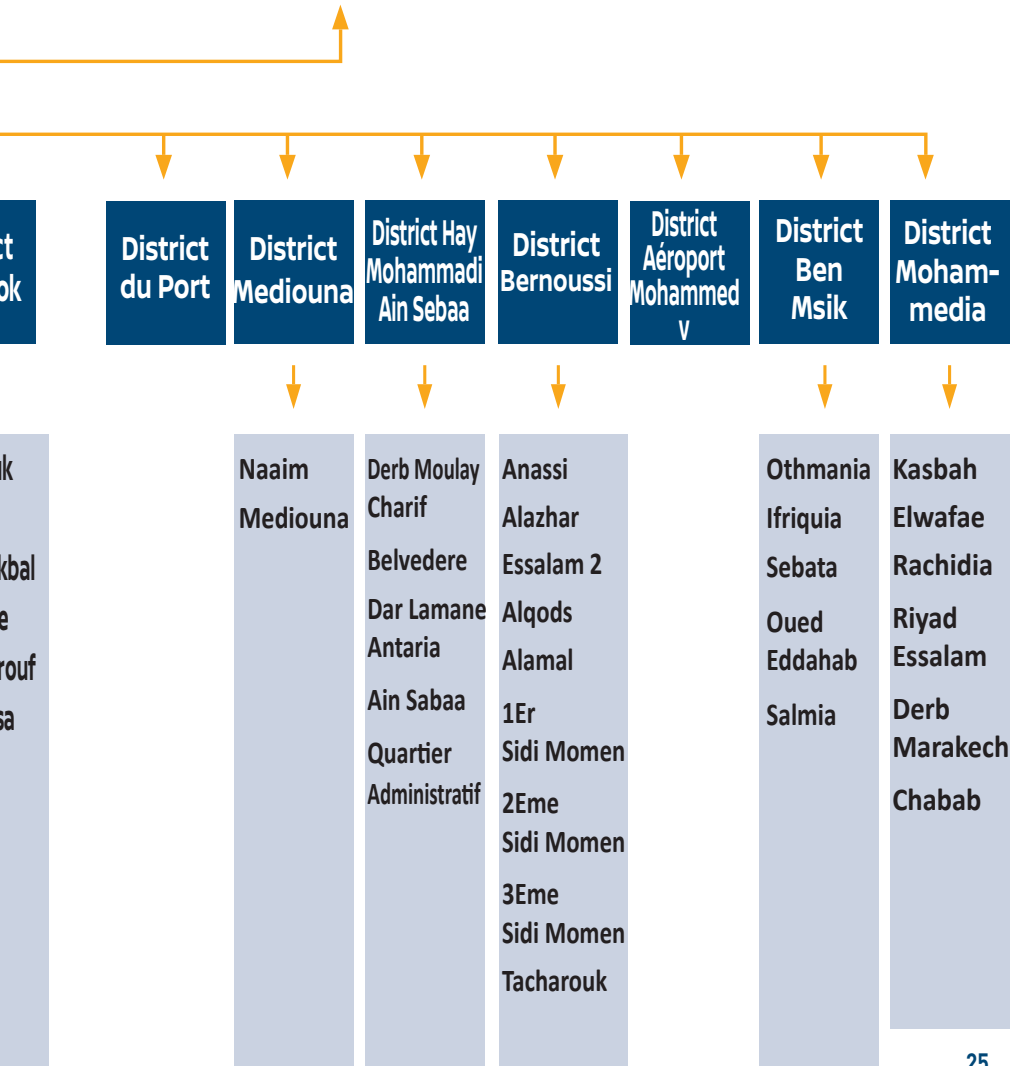 District
du Port
District
Mediouna
District Hay
Mohammadi
Ain Sebaa
District
Bernoussi
District
Aéroport
Mohammed
V
District
Ben
Msik
District
Moham-
media
Naaim
Mediouna
Derb Moulay
Charif
Belvedere
Dar Lamane
Antaria
Ain Sabaa
Quartier
Administratif
Anassi
Alazhar
Essalam 2
Alqods
Alamal
1Er
Sidi Momen
2Eme
Sidi Momen
3Eme
Sidi Momen
Tacharouk
Othmania
Ifriquia
Sebata
Oued
Eddahab
Salmia
Kasbah
Elwafae
Rachidia
Riyad
Essalam
Derb
Marakech
Chabab
25